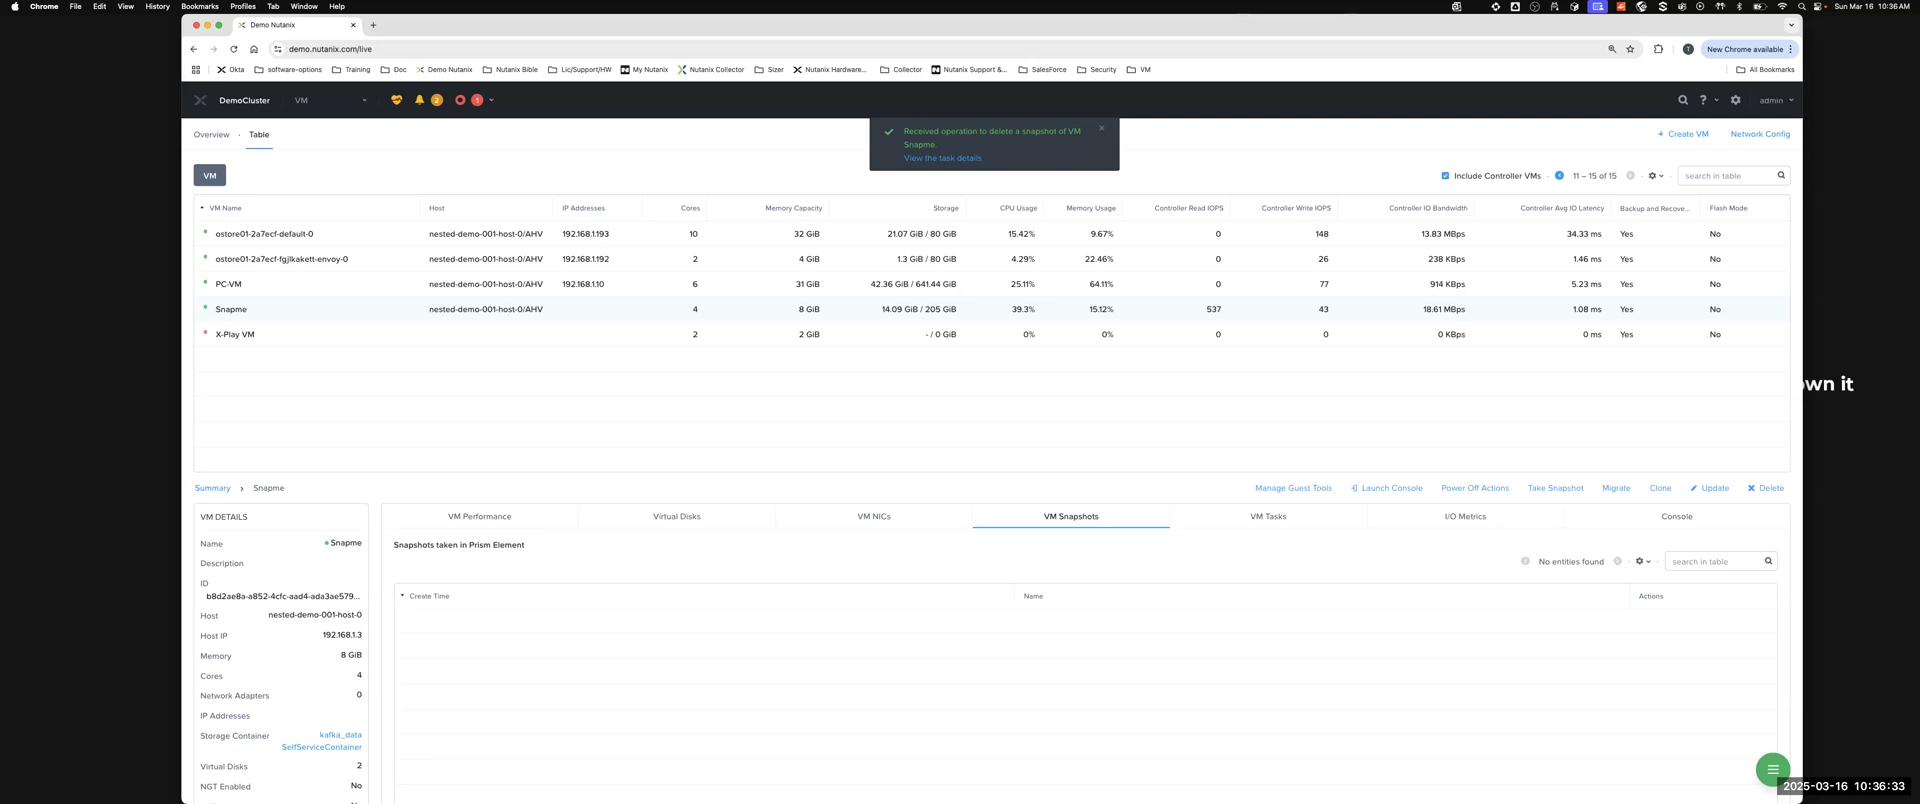 Chrome File Edit View History Bookmarks Profiles Tab Window Help Sun Mar 16 10:36 AM
Demo Nutanix
demo.nutanix.com/live New Chrome available
Okta software-options Training Doc Demo Nutanix Nutanix Bible Lic/Support/HW My Nutanix Nutanix Collector Sizer Nutanix Hardware... Collector Nutanix Support &... SalesForce Security VM All Bookmarks
DemoCluster VM 2 1 ? admin
Overview · Table
Received operation to delete a snapshot of VM
Snapme.
View the task details.
+ Create VM Network Config
VM
Include Controller VMs · 11 – 15 of 15 · search in table
VM Name Host IP Addresses Cores Memory Capacity Storage CPU Usage Memory Usage Controller Read IOPS Controller Write IOPS Controller IO Bandwidth Controller Avg IO Latency Backup and Recove... Flash Mode
ostore01-2a7ecf-default-0 nested-demo-001-host-0/AHV 192.168.1.193 10 32 GiB 21.07 GiB / 80 GiB 15.42% 9.67% 0 148 13.83 MBps 34.33 ms Yes No
ostore01-2a7ecf-fgjlkakett-envoy-0 nested-demo-001-host-0/AHV 192.168.1.192 2 4 GiB 1.3 GiB / 80 GiB 4.29% 22.46% 0 26 238 KBps 1.46 ms Yes No
PC-VM nested-demo-001-host-0/AHV 192.168.1.10 6 31 GiB 42.36 GiB / 641.44 GiB 25.11% 64.11% 0 77 914 KBps 5.23 ms Yes No
Snapme nested-demo-001-host-0/AHV 4 8 GiB 14.09 GiB / 205 GiB 39.3% 15.12% 537 43 18.61 MBps 1.08 ms Yes No
X-Play VM 2 2 GiB - / 0 GiB 0% 0% 0 0 0 KBps 0 ms Yes No
own it
Summary › Snapme Manage Guest Tools Launch Console Power Off Actions Take Snapshot Migrate Clone Update Delete
VM DETAILS
Name Snapme
Description
ID
b8d2ae8a-a852-4cfc-aad4-ada3ae579...
Host nested-demo-001-host-0
Host IP 192.168.1.3
Memory 8 GiB
Cores 4
Network Adapters 0
IP Addresses
Storage Container kafka_data
SelfServiceContainer
Virtual Disks 2
NGT Enabled No
VM Performance Virtual Disks VM NICs VM Snapshots VM Tasks I/O Metrics Console
Snapshots taken in Prism Element
No entities found · search in table
Create Time Name Actions
2025-03-16 10:36:33